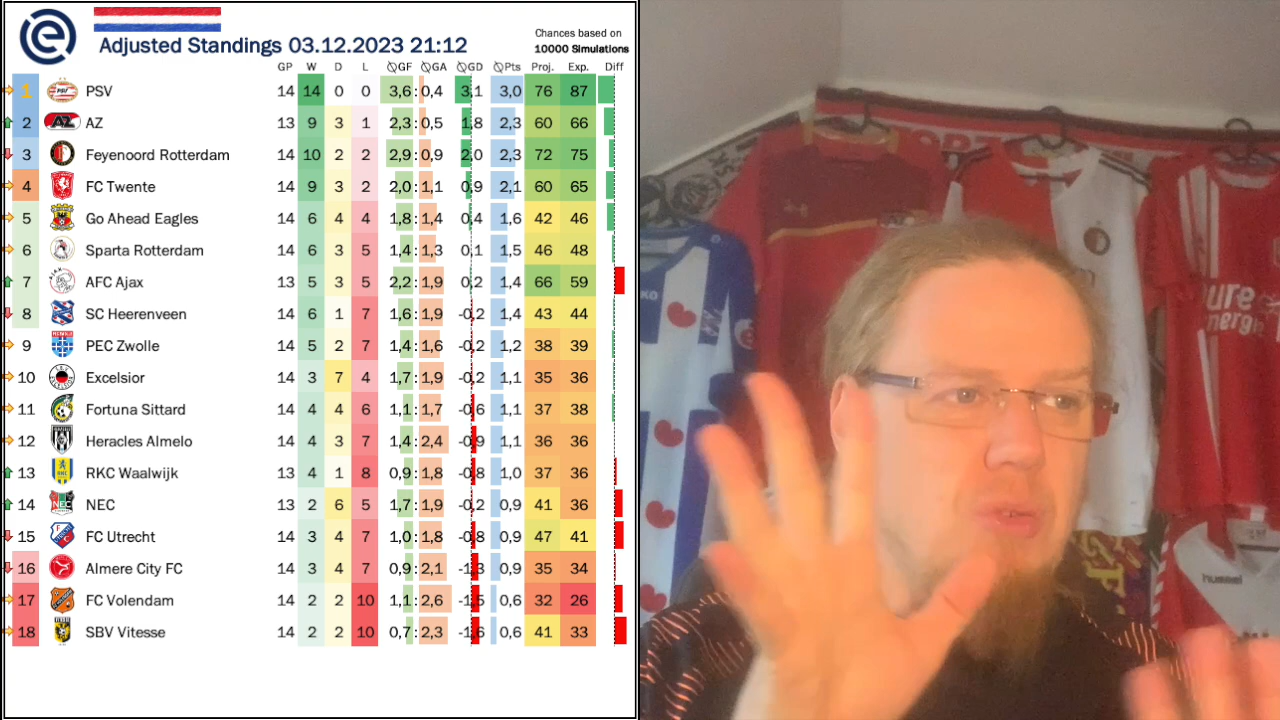 Adjusted Standings 03.12.2023 21:12
Chances based on
10000 Simulations
GP W D L ∅GF ∅GA ∅GD ∅Pts Proj. Exp. Diff
1 PSV 14 14 0 0 3,6 : 0,4 3,1 3,0 76 87
2 AZ 13 9 3 1 2,3 : 0,5 1,8 2,3 60 66
3 Feyenoord Rotterdam 14 10 2 2 2,9 : 0,9 2,0 2,3 72 75
4 FC Twente 14 9 3 2 2,0 : 1,1 0,9 2,1 60 65
5 Go Ahead Eagles 14 6 4 4 1,8 : 1,4 0,4 1,6 42 46
6 Sparta Rotterdam 14 6 3 5 1,4 : 1,3 0,1 1,5 46 48
7 AFC Ajax 13 5 3 5 2,2 : 1,9 0,2 1,4 66 59
8 SC Heerenveen 14 6 1 7 1,6 : 1,9 -0,2 1,4 43 44
9 PEC Zwolle 14 5 2 7 1,4 : 1,6 -0,2 1,2 38 39
10 Excelsior 14 3 7 4 1,7 : 1,9 -0,2 1,1 35 36
11 Fortuna Sittard 14 4 4 6 1,1 : 1,7 -0,6 1,1 37 38
12 Heracles Almelo 14 4 3 7 1,4 : 2,4 -0,9 1,1 36 36
13 RKC Waalwijk 13 4 1 8 0,9 : 1,8 -0,8 1,0 37 36
14 NEC 13 2 6 5 1,7 : 1,9 -0,2 0,9 41 36
15 FC Utrecht 14 3 4 7 1,0 : 1,8 -0,8 0,9 47 41
16 Almere City FC 14 3 4 7 0,9 : 2,1 -1,3 0,9 35 34
17 FC Volendam 14 2 2 10 1,1 : 2,6 -1,5 0,6 32 26
18 SBV Vitesse 14 2 2 10 0,7 : 2,3 -1,6 0,6 41 33
ure
nergie
hummel